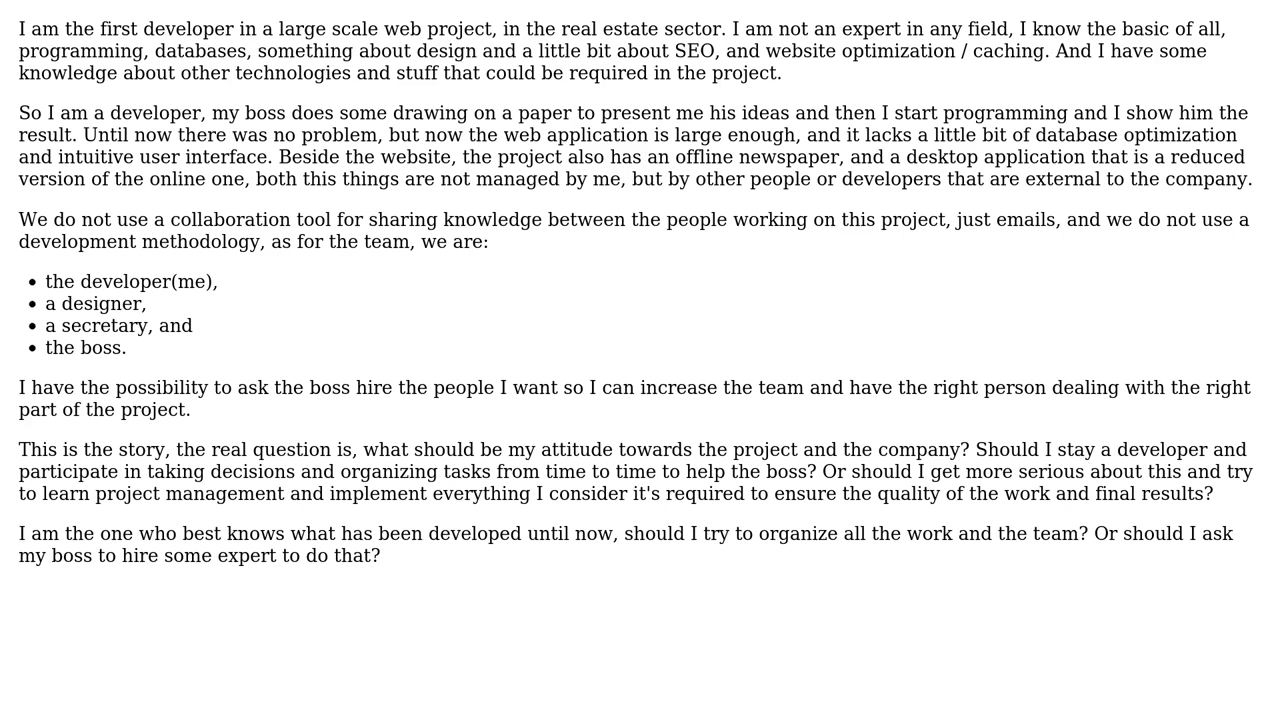 I am the first developer in a large scale web project, in the real estate sector. I am not an expert in any field, I know the basic of all,
programming, databases, something about design and a little bit about SEO, and website optimization / caching. And I have some
knowledge about other technologies and stuff that could be required in the project.
So I am a developer, my boss does some drawing on a paper to present me his ideas and then I start programming and I show him the
result. Until now there was no problem, but now the web application is large enough, and it lacks a little bit of database optimization
and intuitive user interface. Beside the website, the project also has an offline newspaper, and a desktop application that is a reduced
version of the online one, both this things are not managed by me, but by other people or developers that are external to the company.
We do not use a collaboration tool for sharing knowledge between the people working on this project, just emails, and we do not use a
development methodology, as for the team, we are:
• the developer(me),
• a designer,
• a secretary, and
• the boss.
I have the possibility to ask the boss hire the people I want so I can increase the team and have the right person dealing with the right
part of the project.
This is the story, the real question is, what should be my attitude towards the project and the company? Should I stay a developer and
participate in taking decisions and organizing tasks from time to time to help the boss? Or should I get more serious about this and try
to learn project management and implement everything I consider it's required to ensure the quality of the work and final results?
I am the one who best knows what has been developed until now, should I try to organize all the work and the team? Or should I ask
my boss to hire some expert to do that?